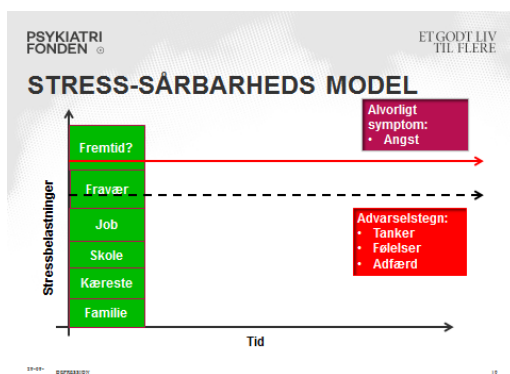 PSYKIATRI
FONDEN
ET GODT LIV
TIL FLERE
STRESS-SÅRBARHEDS MODEL
Alvorligt
symptom:
• Angst
Fremtid?
Fravær
Job
Skole
Kæreste
Familie
Stressbelastninger
Advarselstegn:
• Tanker
• Følelser
• Adfærd
Tid